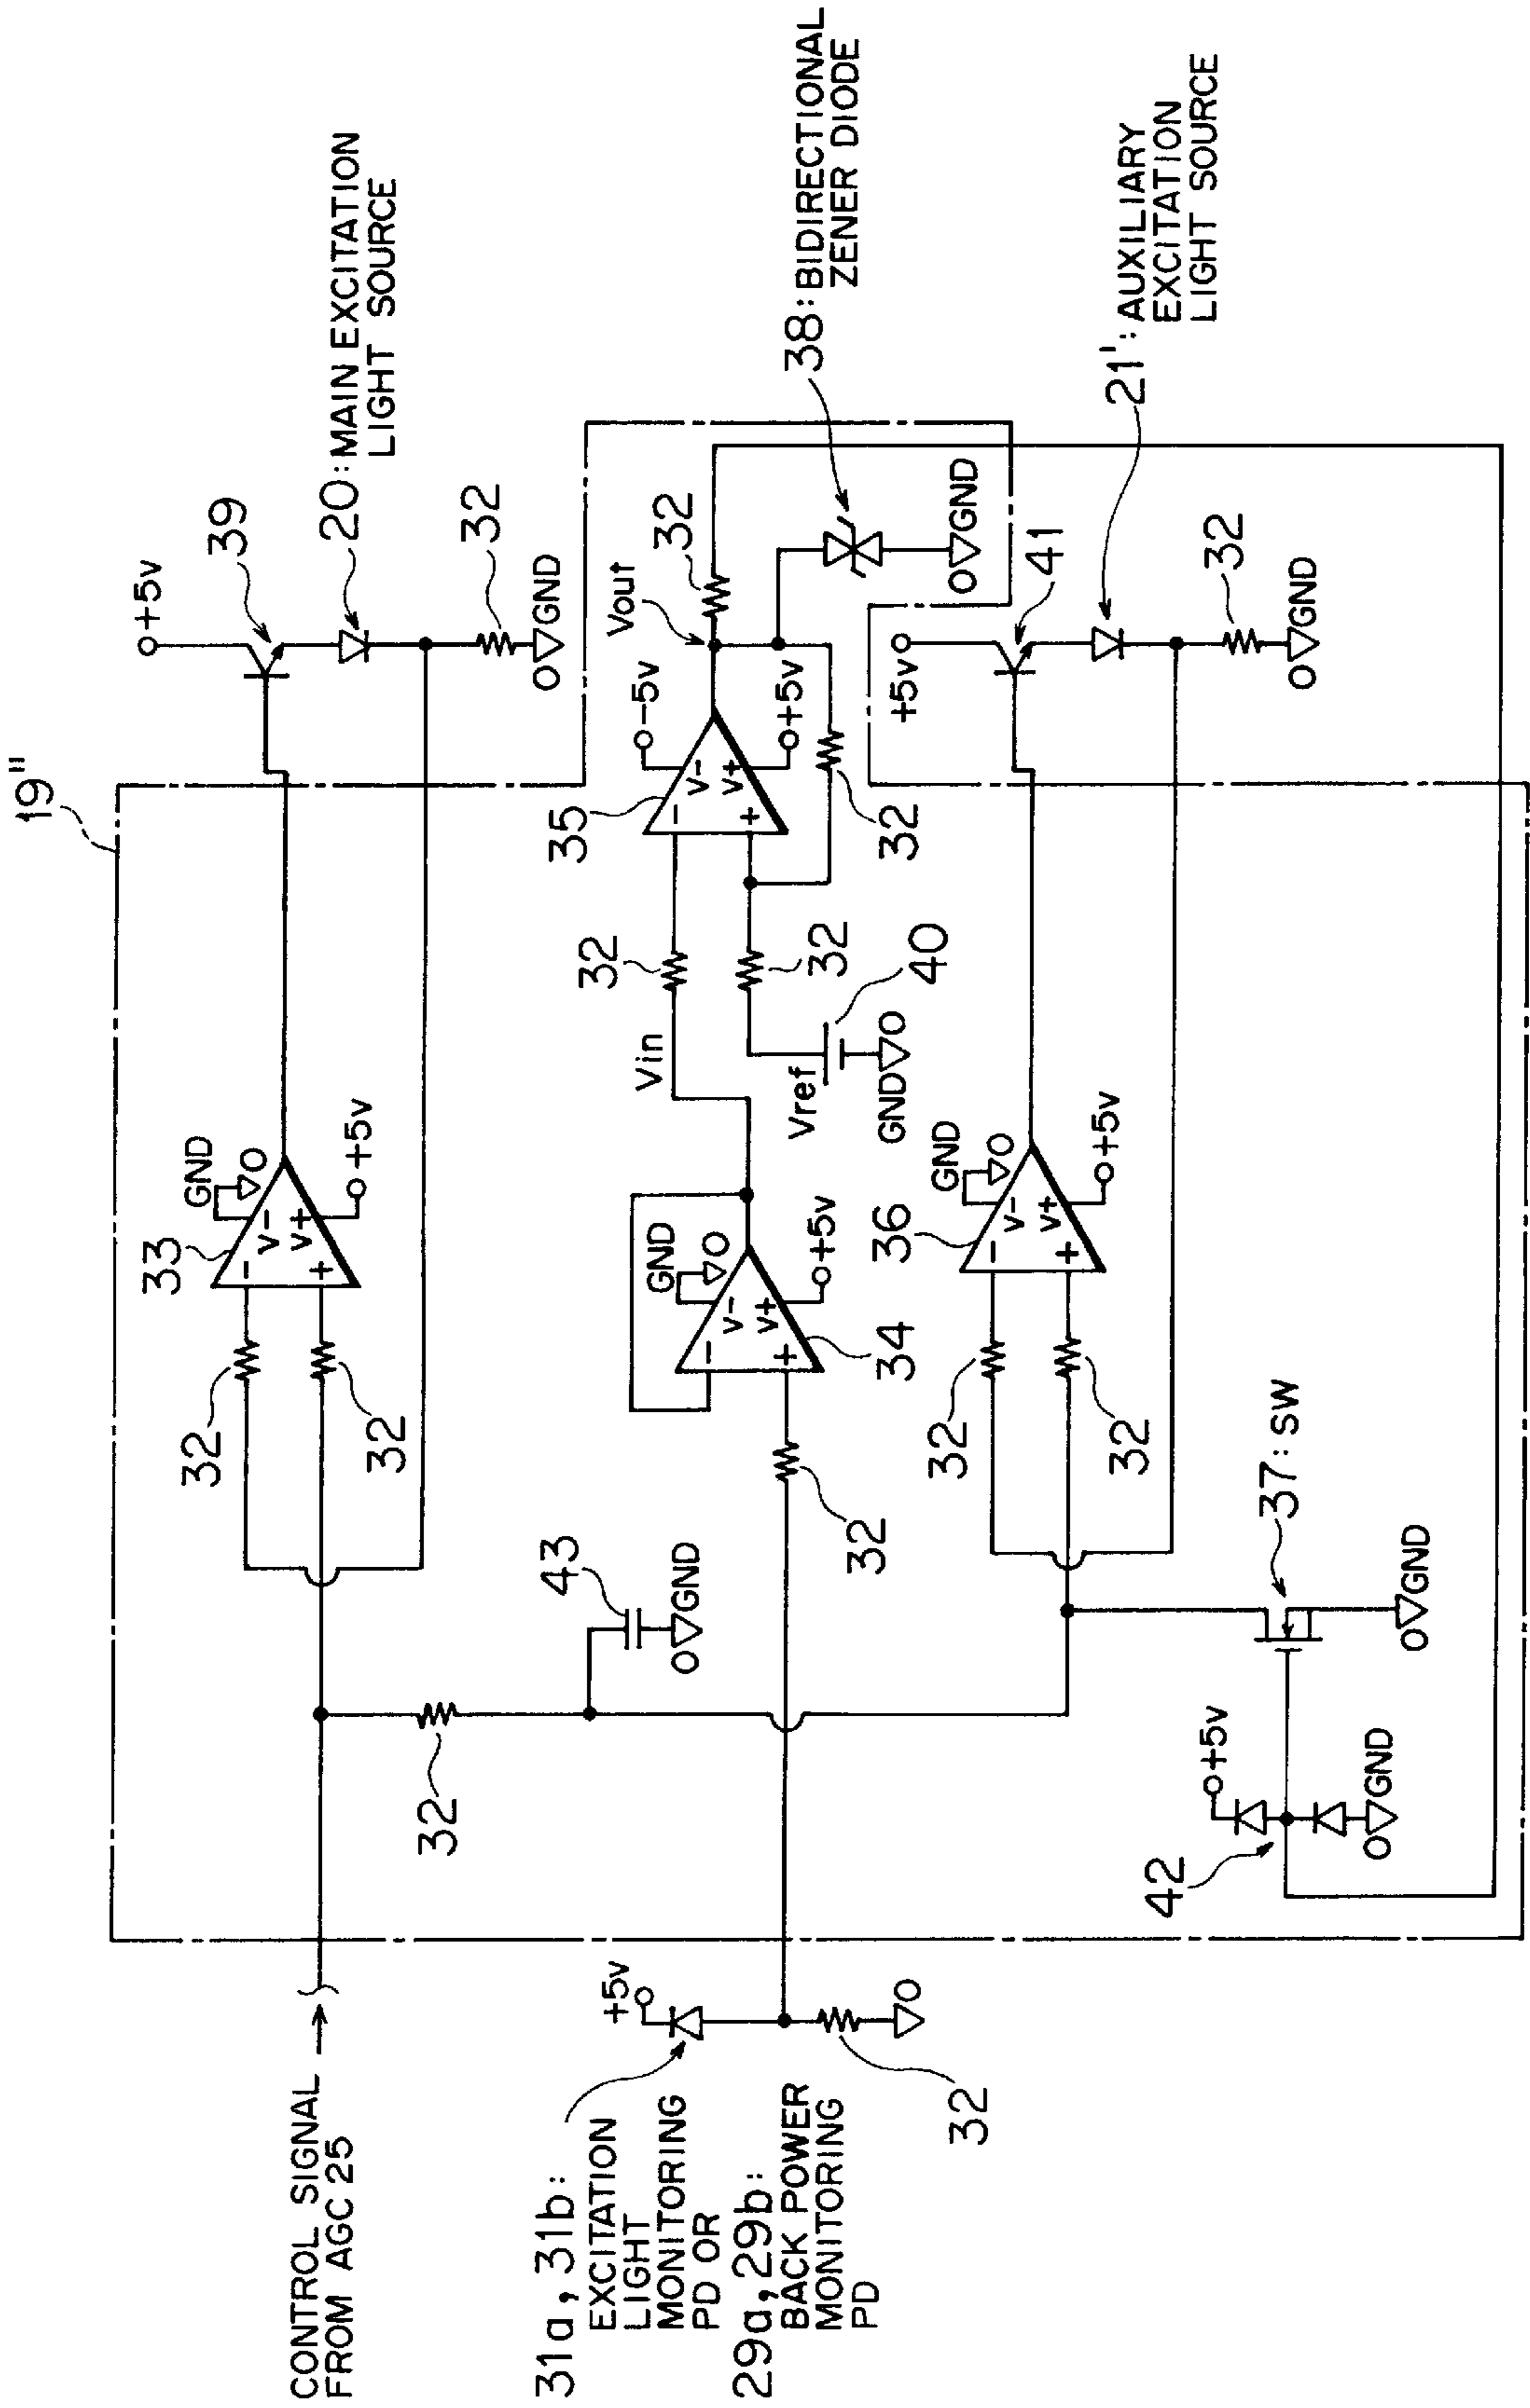 19"
+5v
39
20: MAIN EXCITATION
LIGHT SOURCE
32
O GND
33
GND
O
V-
V+
-
+
+5v
32
32
CONTROL SIGNAL
FROM AGC 25
32
43
O GND
31a, 31b:
EXCITATION
LIGHT
MONITORING
PD OR
29a, 29b:
BACK POWER
MONITORING
PD
+5v
32
O
32
34
GND
O
V-
V+
-
+
+5v
Vin
32
32
Vref
40
GND O
35
-5v
V-
V+
-
+
+5v
32
Vout
32
38: BIDIRECTIONAL
ZENER DIODE
O GND
36
GND
O
V-
V+
-
+
+5v
32
32
+5v
41
21': AUXILIARY
EXCITATION
LIGHT SOURCE
32
O GND
37: SW
O GND
42
+5v
O GND